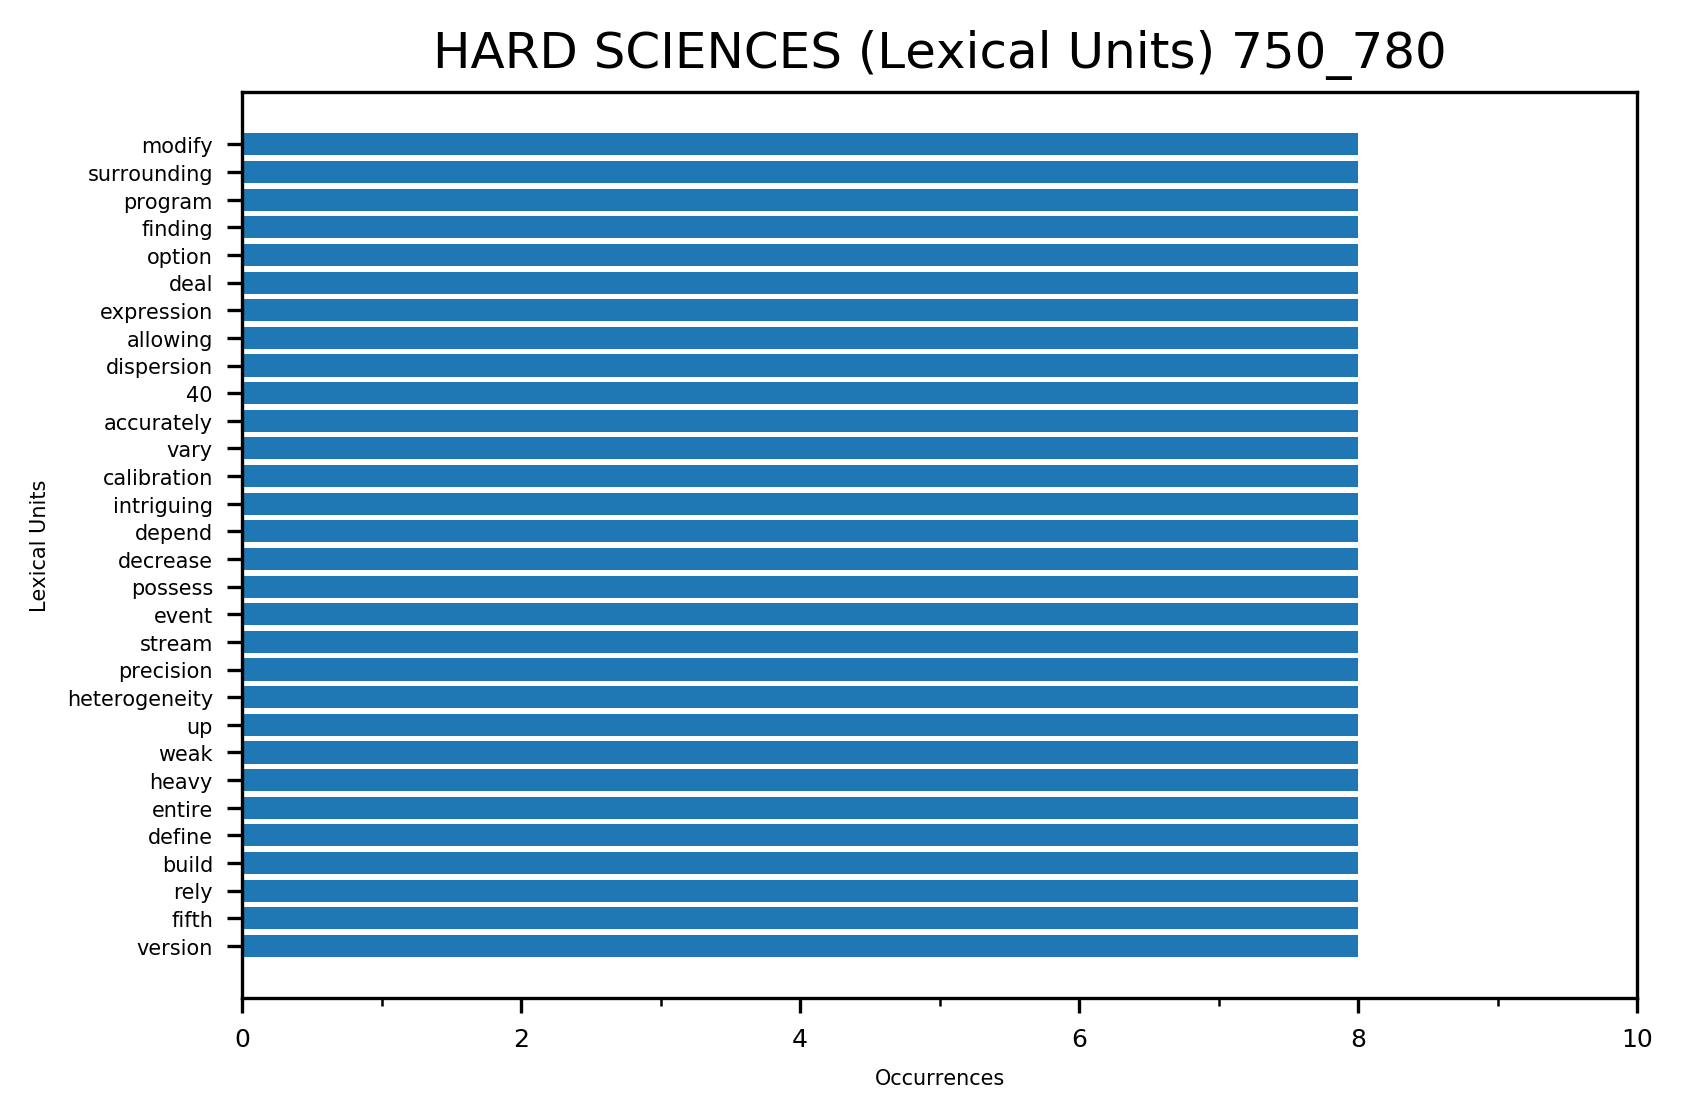 HARD SCIENCES (Lexical Units) 750_780
modify
surrounding
program
finding
option
deal
expression
allowing
dispersion
40
accurately
vary
calibration
intriguing
depend
decrease
possess
event
stream
precision
heterogeneity
up
weak
heavy
entire
define
build
rely
fifth
version
Lexical Units
0 2 4 6 8 10
Occurrences